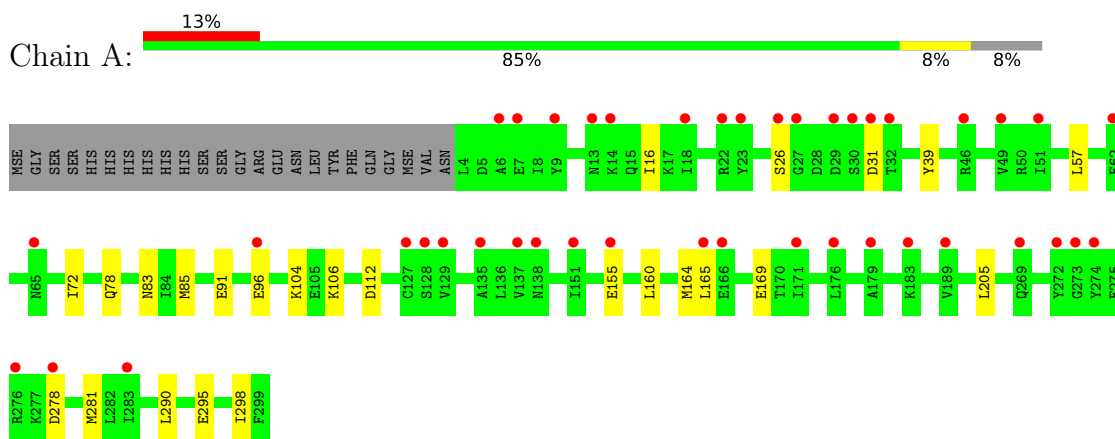 13%
Chain A:
85% 8% 8%
MSE GLY SER SER HIS HIS HIS HIS HIS HIS SER SER GLY ARG GLU ASN LEU TYR PHE GLN GLY MSE VAL ASN L4 D5 A6 E7 I8 Y9 N13 K14 Q15 I16 K17 I18 R22 Y23 S26 G27 D28 D29 S30 D31 T32 Y39 R46 V49 R50 I51 L57
N65 I72 Q78 N83 I84 M85 E91 E96 K104 E105 K106 D112 C127 S128 V129 A135 L136 V137 N138 I151 E155 L160 M164 L165 E166 E169 T170 I171 L176 A179 K183 V189 L205 Q269 Y272 G273 Y274
R276 K277 D278 M281 L282 I283 L290 E295 I298 F299